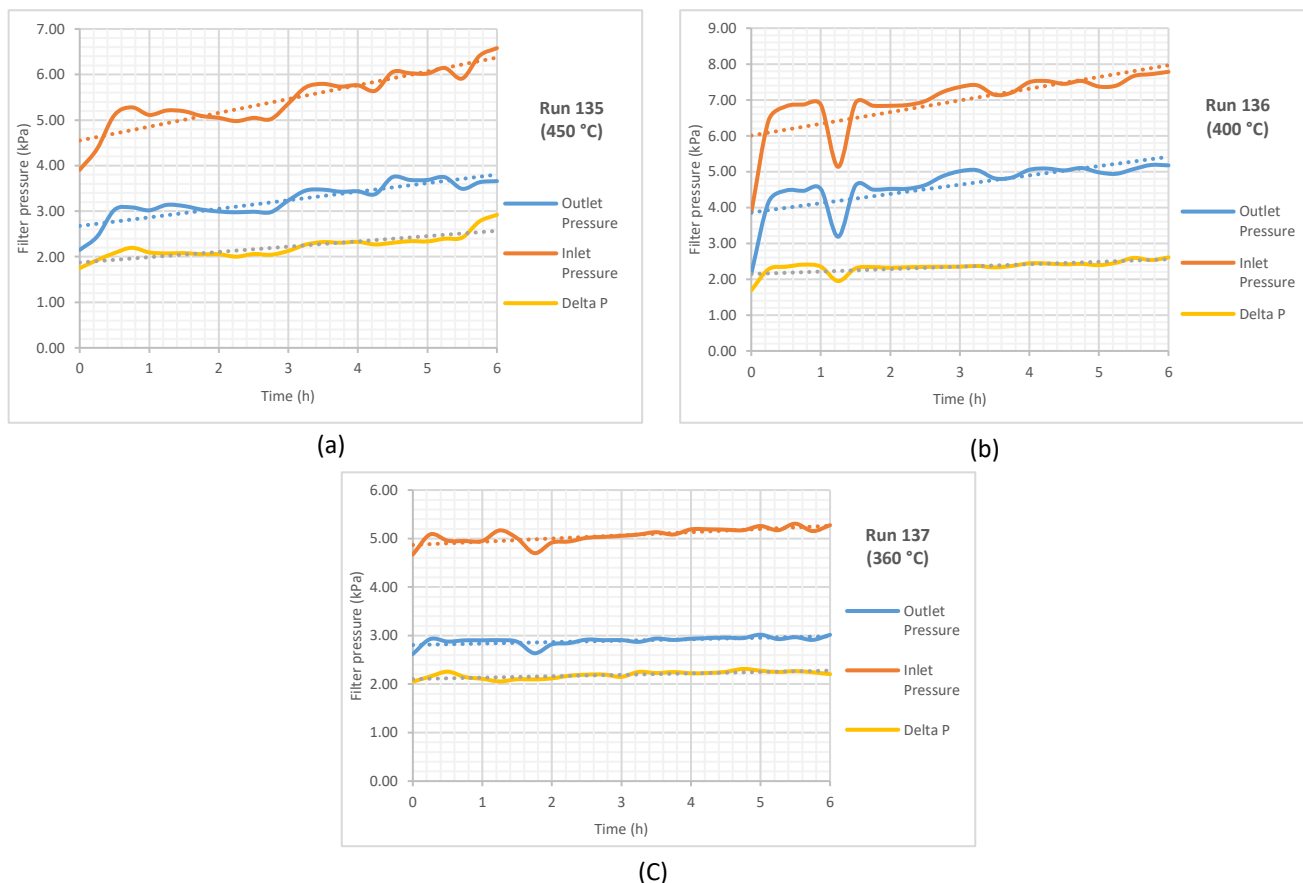 7.00
6.00
5.00
4.00
3.00
2.00
1.00
0.00
Filter pressure (kPa)
0 1 2 3 4 5 6
Time (h)
Run 135
(450 °C)
Outlet
Pressure
Inlet
Pressure
Delta P
(a)
9.00
8.00
7.00
6.00
5.00
4.00
3.00
2.00
1.00
0.00
Filter pressure (kPa)
0 1 2 3 4 5 6
Time (h)
Run 136
(400 °C)
Outlet
Pressure
Inlet
Pressure
Delta P
(b)
6.00
5.00
4.00
3.00
2.00
1.00
0.00
Filter pressure (kPa)
0 1 2 3 4 5 6
Time (h)
Run 137
(360 °C)
Outlet
Pressure
Inlet
Pressure
Delta P
(C)